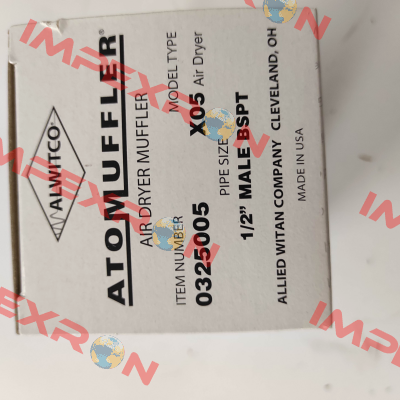 ALWITCO®
ATOMUFFLER®
AIR DRYER MUFFLER
ITEM NUMBER MODEL TYPE
0325005 X05 Air Dryer
PIPE SIZE
1/2" MALE BSPT
ALLIED WITAN COMPANY CLEVELAND, OH
MADE IN USA
IMPEXRON
IMPEXRON
IMPEXRON